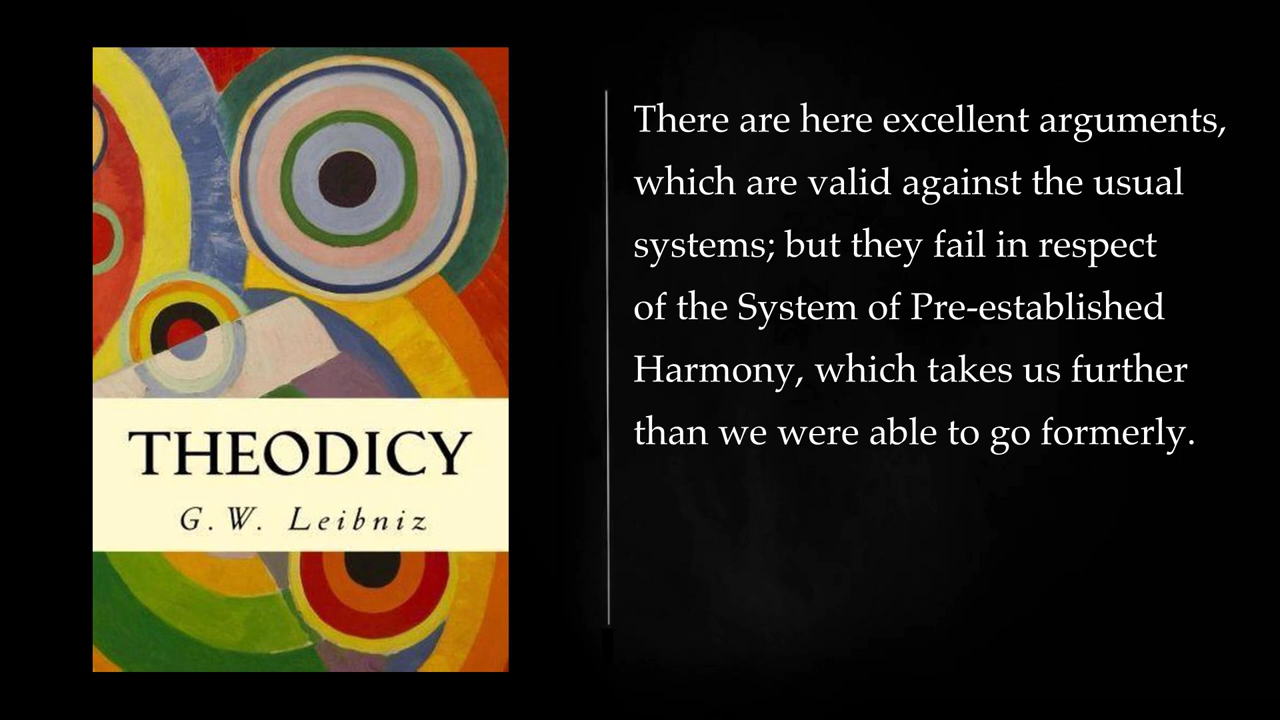 THEODICY
G. W. Leibniz
There are here excellent arguments,
which are valid against the usual
systems; but they fail in respect
of the System of Pre-established
Harmony, which takes us further
than we were able to go formerly.